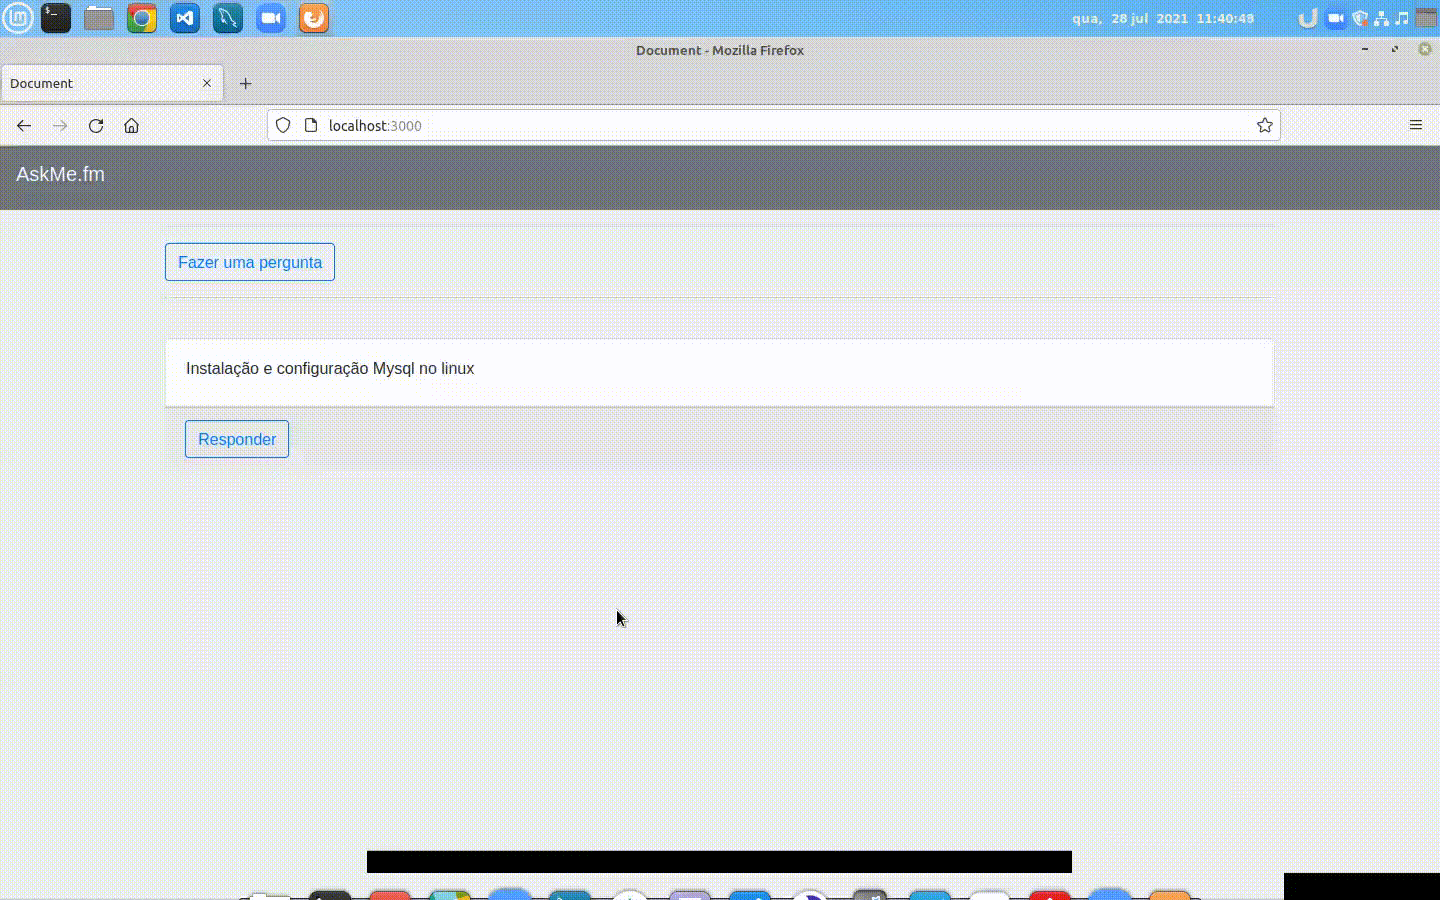 qua, 28 jul 2021 11:40:48
Document - Mozilla Firefox
Document
localhost:3000
AskMe.fm
Fazer uma pergunta
Instalação e configuração Mysql no linux
Responder